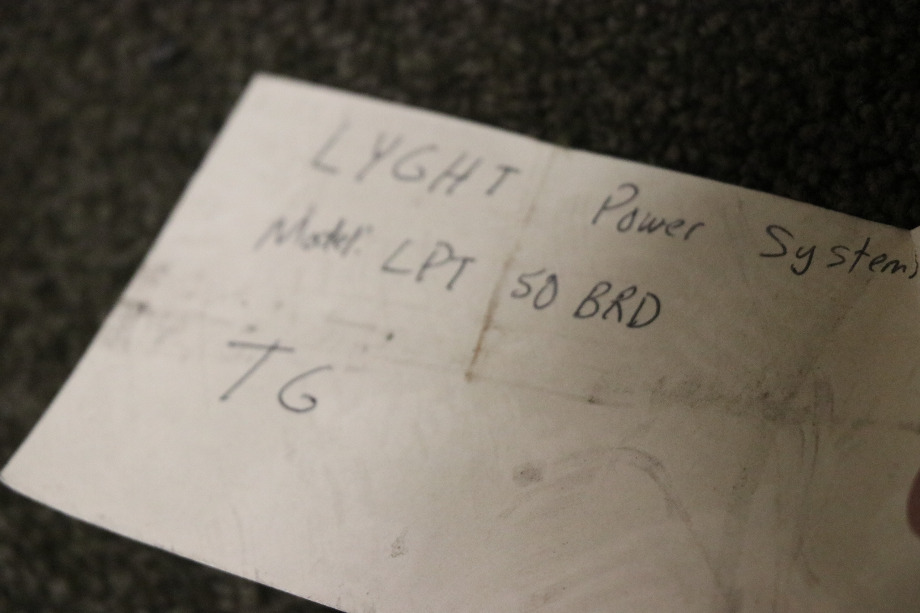 LYGHT Power Systems
Model: LPT 50 BRD
TG